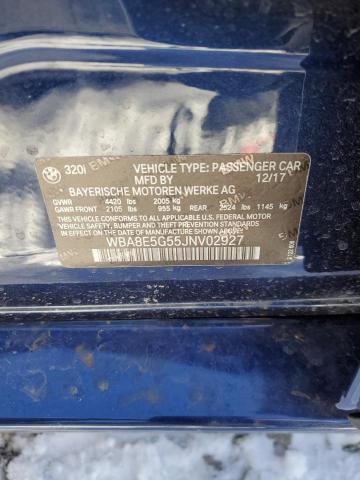 BMW
320i VEHICLE TYPE: PASSENGER CAR
MFD BY 12/17
BAYERISCHE MOTOREN WERKE AG
GVWR 4420 lbs 2005 kg
GAWR FRONT 2105 lbs 955 kg REAR 2524 lbs 1145 kg
THIS VEHICLE CONFORMS TO ALL APPLICABLE U.S. FEDERAL MOTOR
VEHICLE SAFETY, BUMPER, AND THEFT PREVENTION STANDARDS
IN EFFECT ON THE DATE OF MANUFACTURE SHOWN ABOVE.
WBA8E5G55JNV02927